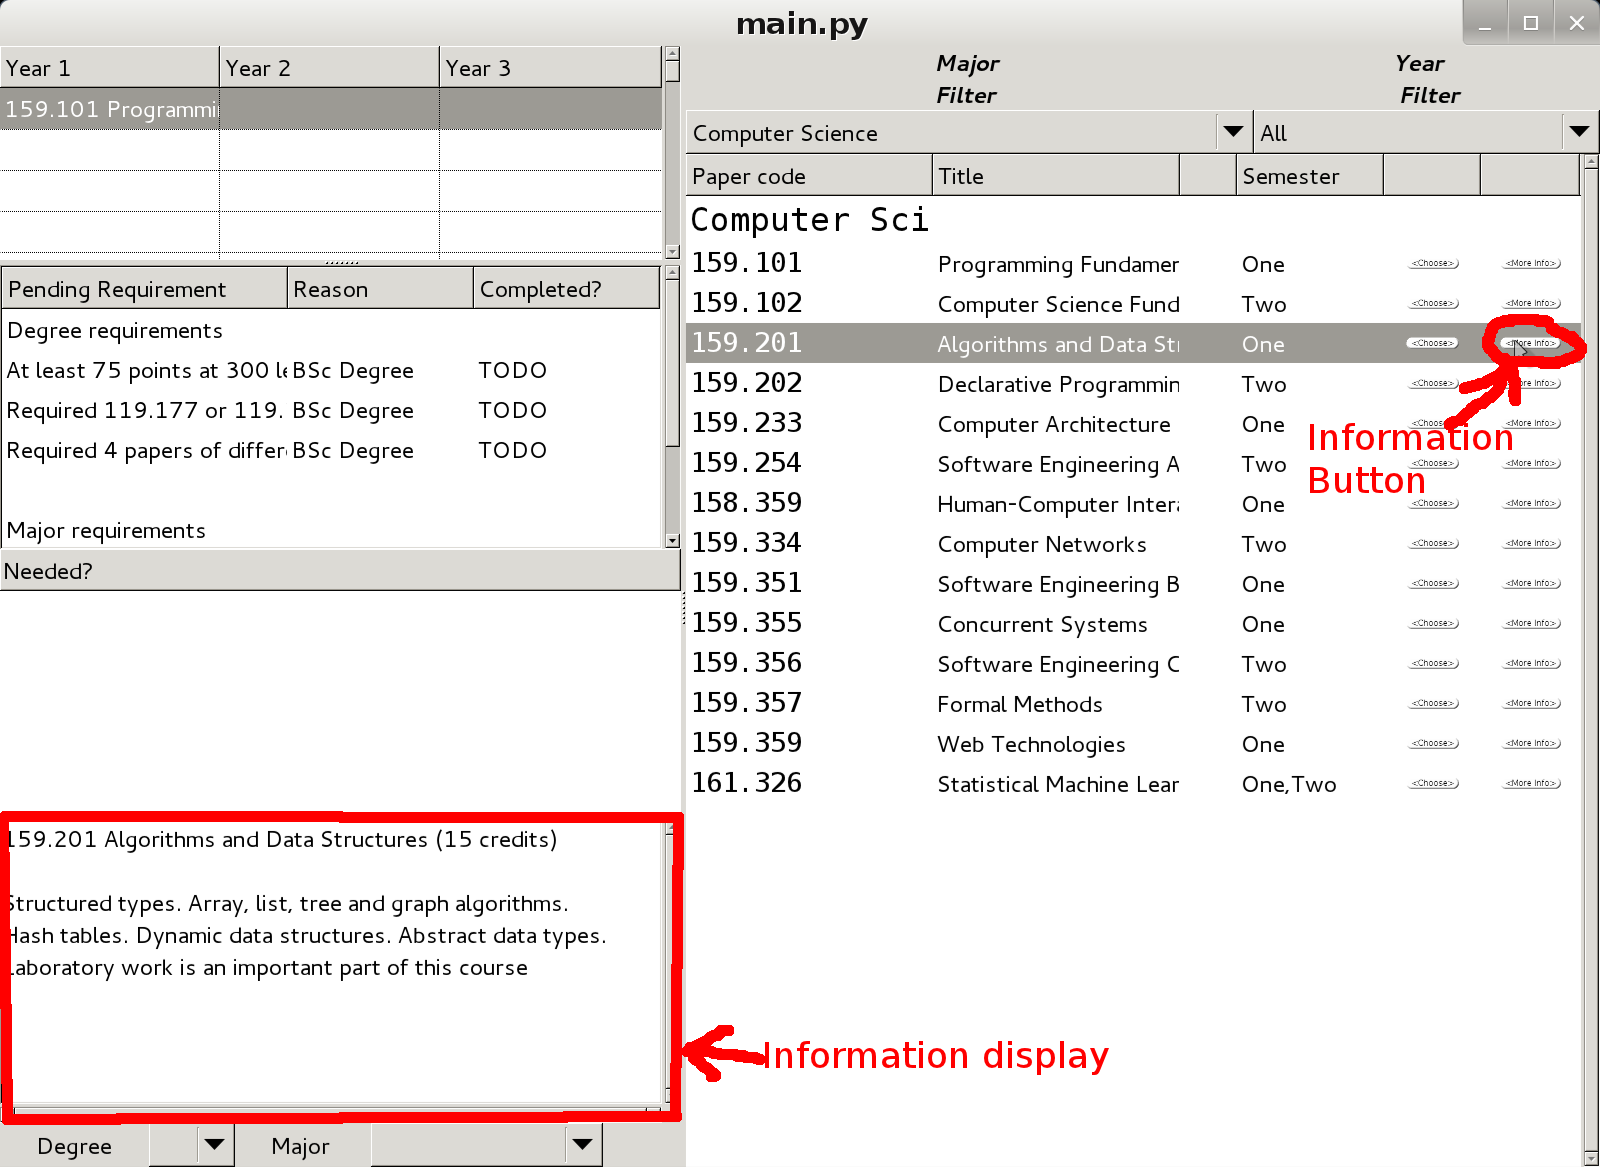 main.py
Year 1 Year 2 Year 3
159.101 Programmi
Pending Requirement Reason Completed?
Degree requirements
At least 75 points at 300 le BSc Degree TODO
Required 119.177 or 119. BSc Degree TODO
Required 4 papers of differ BSc Degree TODO
Major requirements
Needed?
159.201 Algorithms and Data Structures (15 credits)
Structured types. Array, list, tree and graph algorithms.
Hash tables. Dynamic data structures. Abstract data types.
Laboratory work is an important part of this course
Information display
Degree Major
Major
Filter
Year
Filter
Computer Science All
Paper code Title Semester
Computer Sci
159.101 Programming Fundamer One <Choose> <More Info>
159.102 Computer Science Fund Two <Choose> <More Info>
159.201 Algorithms and Data Str One <Choose> <More Info>
159.202 Declarative Programmin Two <Choose> <More Info>
159.233 Computer Architecture One <Choose> <More Info>
159.254 Software Engineering A Two <Choose> <More Info>
158.359 Human-Computer Intera One <Choose> <More Info>
159.334 Computer Networks Two <Choose> <More Info>
159.351 Software Engineering B One <Choose> <More Info>
159.355 Concurrent Systems One <Choose> <More Info>
159.356 Software Engineering C Two <Choose> <More Info>
159.357 Formal Methods Two <Choose> <More Info>
159.359 Web Technologies One <Choose> <More Info>
161.326 Statistical Machine Lear One,Two <Choose> <More Info>
Information
Button